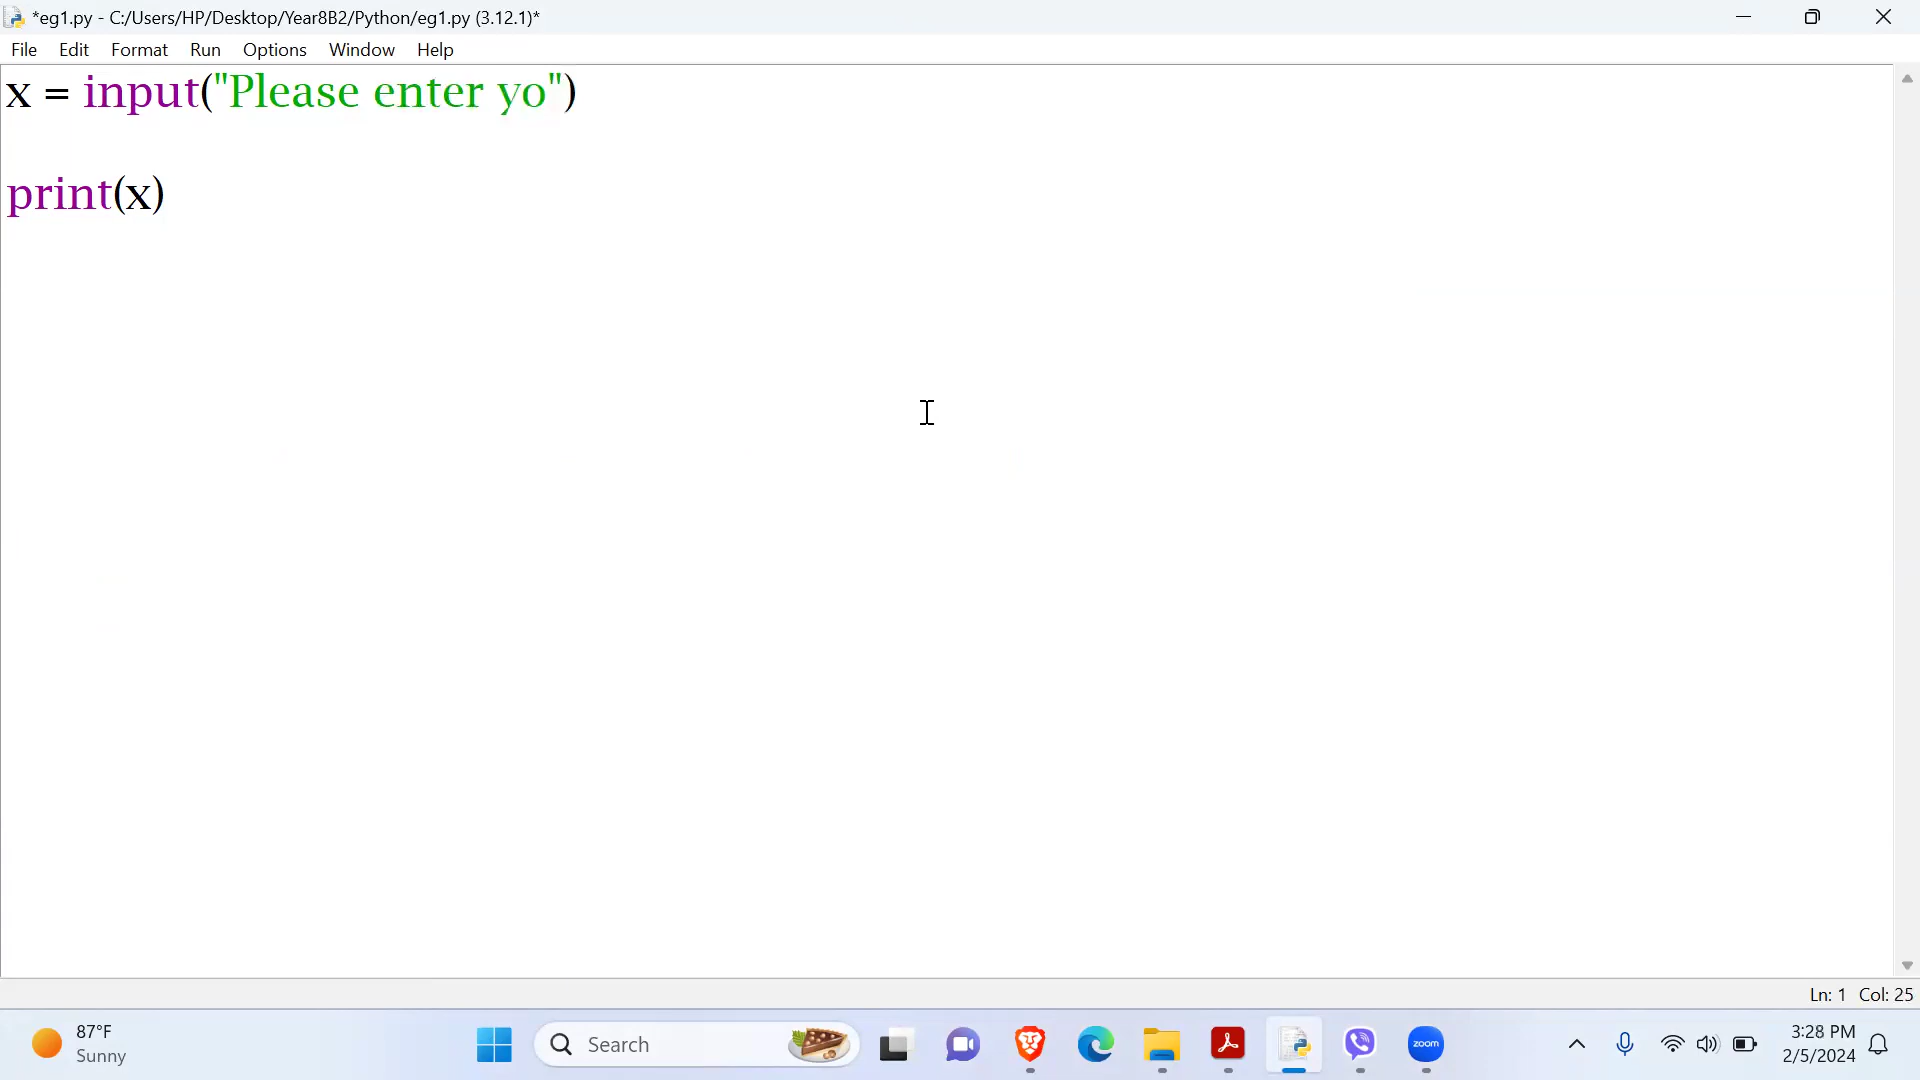 *eg1.py - C:/Users/HP/Desktop/Year8B2/Python/eg1.py (3.12.1)*
File Edit Format Run Options Window Help
x = input("Please enter yo")
print(x)
Ln: 1 Col: 25
87°F
Sunny
Search
zoom
3:28 PM
2/5/2024